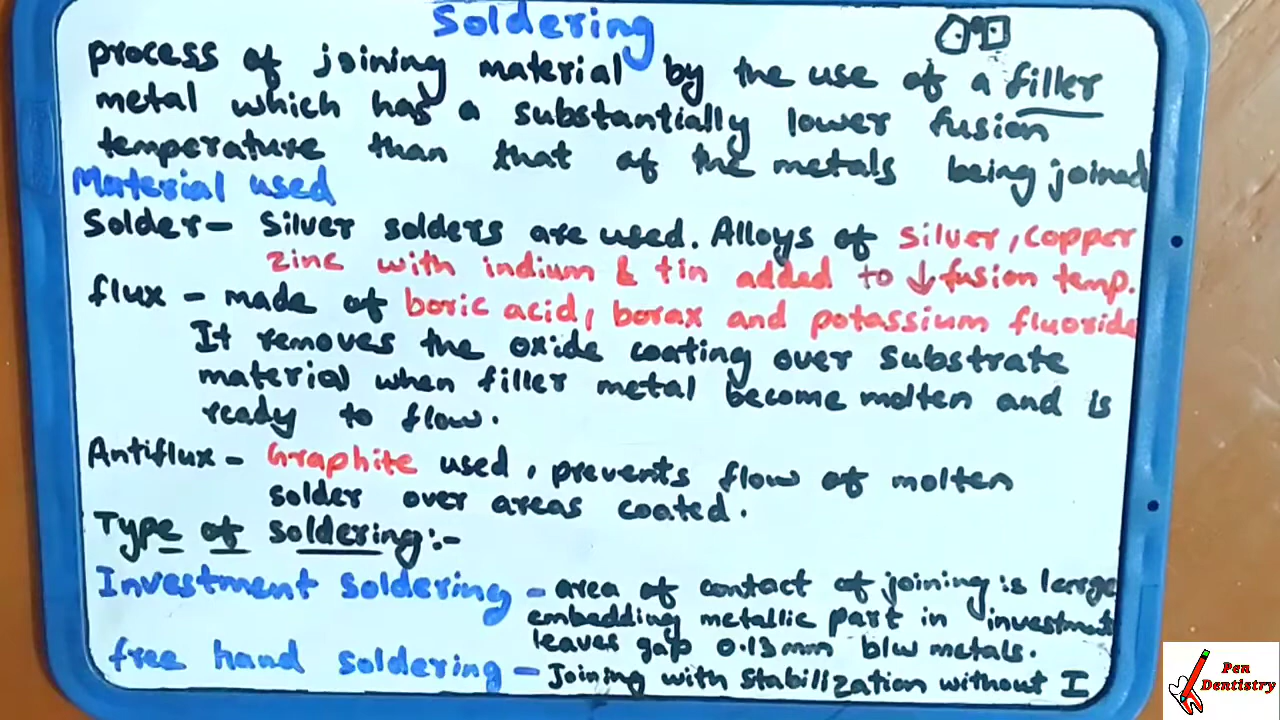 Soldering
process of joining material by the use of a filler
metal which has a substantially lower fusion
temperature than that of the metals being joined
Material used
Solder- Silver solders are used. Alloys of silver, copper
zinc with indium & tin added to ↓ fusion temp.
flux - made of boric acid, borax and potassium fluoride
It removes the oxide coating over substrate
material when filler metal become molten and is
ready to flow.
Antiflux - Graphite used, prevents flow of molten
solder over areas coated.
Type of soldering:-
Investment soldering - area of contact of joining is large
embedding metallic part in investment
leaves gap 0.13mm b/w metals.
free hand soldering - Joining with stabilization without I
Pen
Dentistry